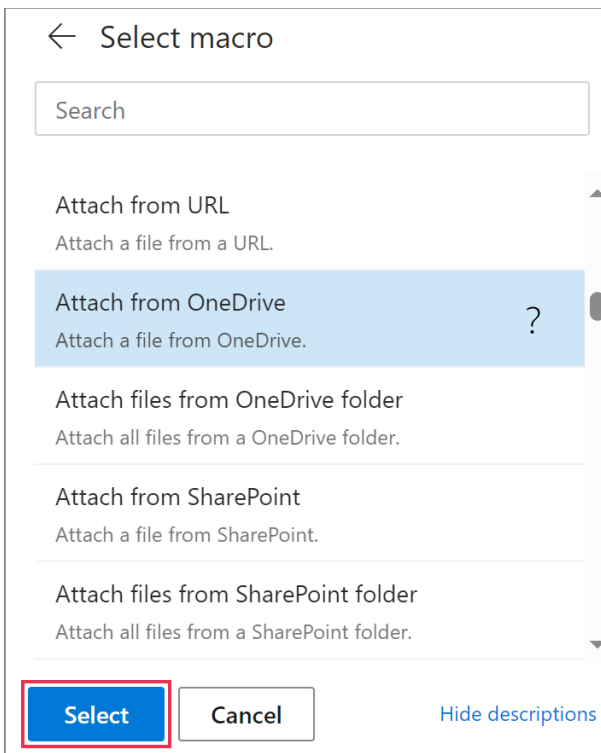 Select macro
Search
Attach from URL
Attach a file from a URL.
Attach from OneDrive
Attach a file from OneDrive.
?
Attach files from OneDrive folder
Attach all files from a OneDrive folder.
Attach from SharePoint
Attach a file from SharePoint.
Attach files from SharePoint folder
Attach all files from a SharePoint folder.
Select Cancel Hide descriptions